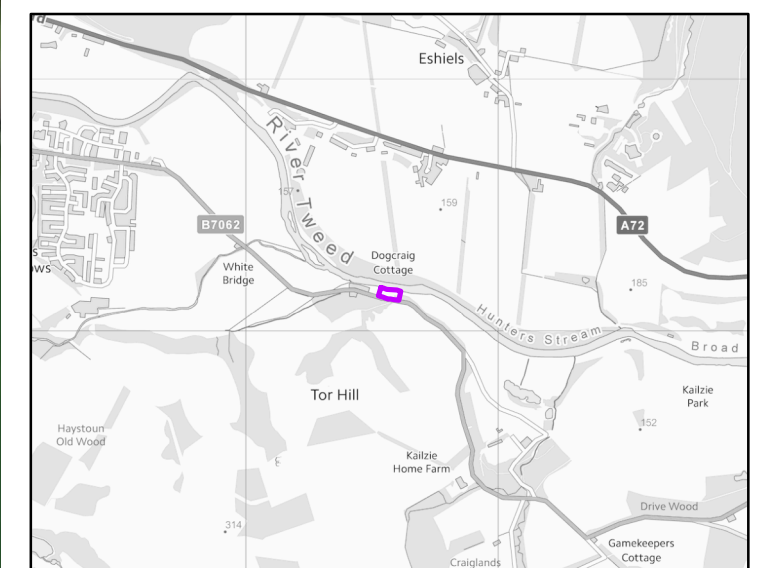 Eshiels
River Tweed
157
159
B7062
A72
Dogcraig
Cottage
White
Bridge
185
Hunters Stream
Broad
s
ows
Tor Hill
Kailzie
Park
Haystoun
Old Wood
152
Kailzie
Home Farm
314
Drive Wood
Gamekeepers
Cottage
Craiglands